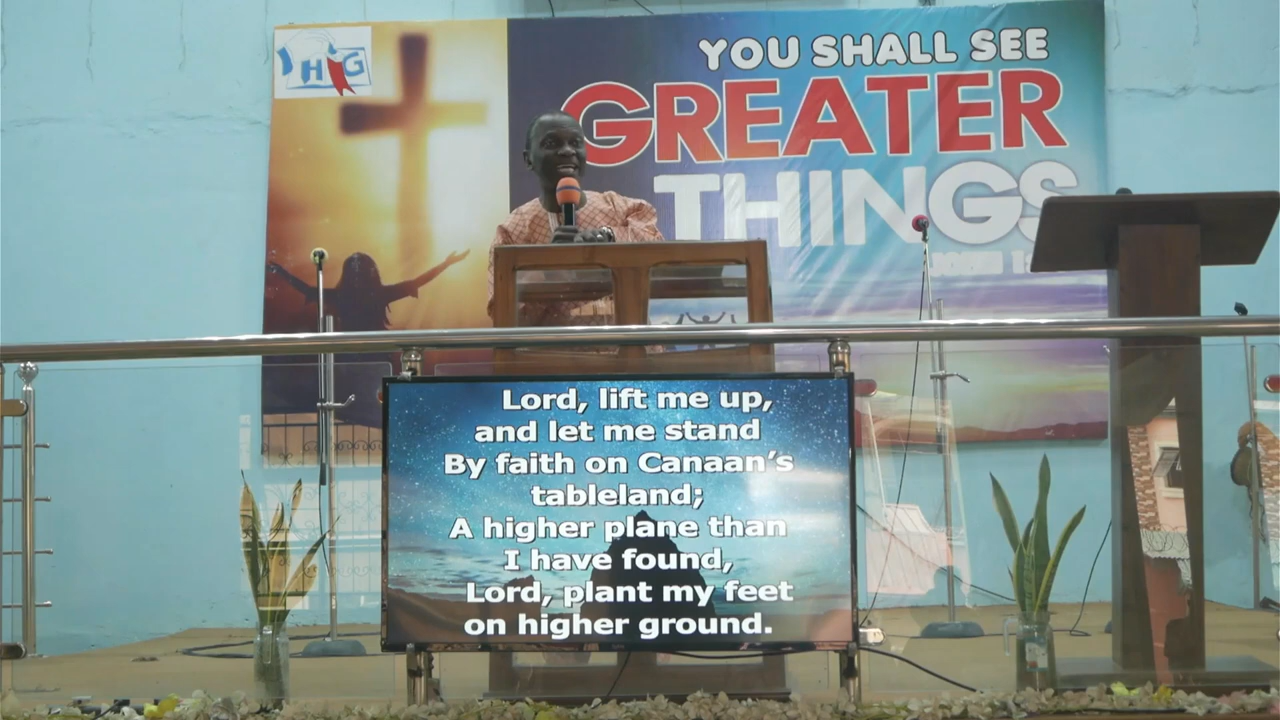 HG
YOU SHALL SEE
GREATER
THINGS
Lord, lift me up,
and let me stand
By faith on Canaan's
tableland;
A higher plane than
I have found,
Lord, plant my feet
on higher ground.